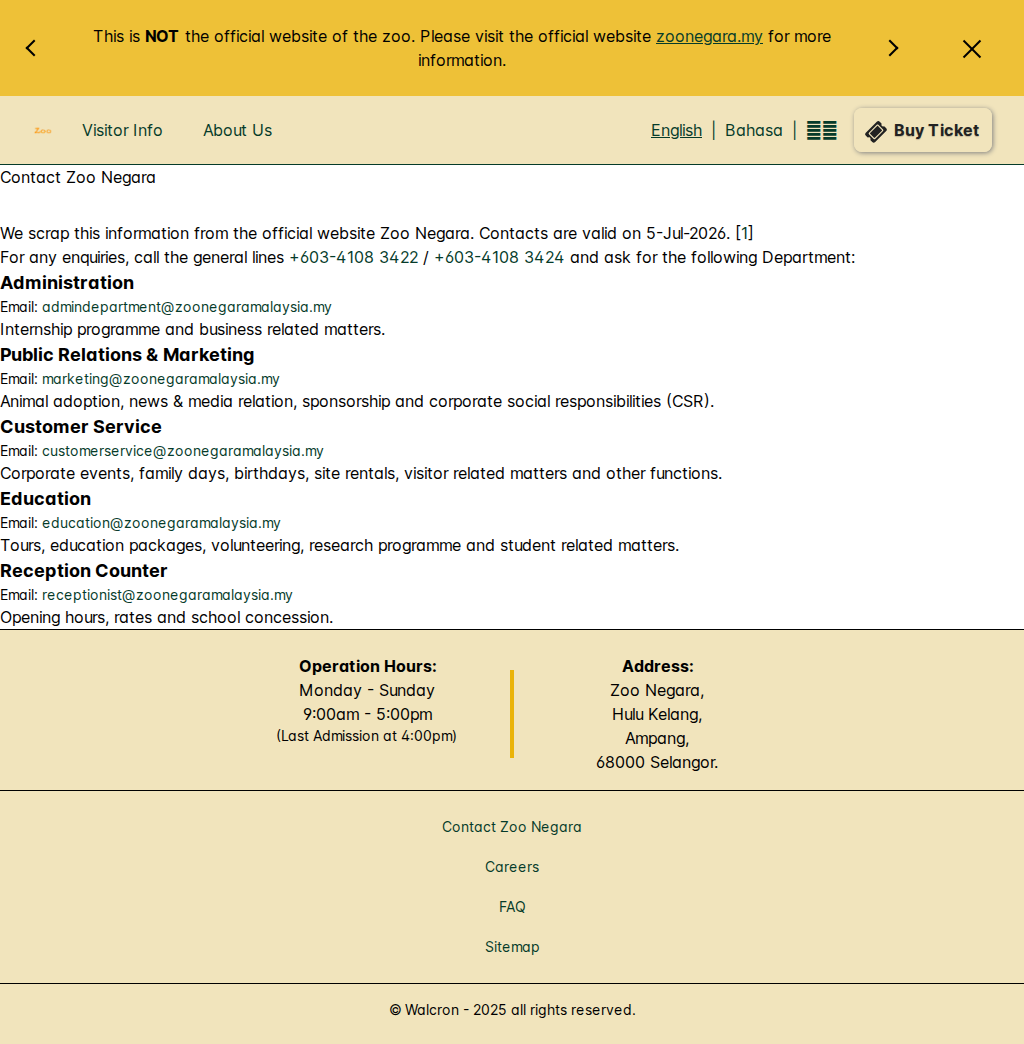 This is NOT the official website of the zoo. Please visit the official website zoonegara.my for more
information.
Zoo Visitor Info About Us English | Bahasa | Buy Ticket
Contact Zoo Negara
We scrap this information from the official website Zoo Negara. Contacts are valid on 5-Jul-2026. [1]
For any enquiries, call the general lines +603-4108 3422 / +603-4108 3424 and ask for the following Department:
Administration
Email: admindepartment@zoonegaramalaysia.my
Internship programme and business related matters.
Public Relations & Marketing
Email: marketing@zoonegaramalaysia.my
Animal adoption, news & media relation, sponsorship and corporate social responsibilities (CSR).
Customer Service
Email: customerservice@zoonegaramalaysia.my
Corporate events, family days, birthdays, site rentals, visitor related matters and other functions.
Education
Email: education@zoonegaramalaysia.my
Tours, education packages, volunteering, research programme and student related matters.
Reception Counter
Email: receptionist@zoonegaramalaysia.my
Opening hours, rates and school concession.
Operation Hours:
Monday - Sunday
9:00am - 5:00pm
(Last Admission at 4:00pm)
Address:
Zoo Negara,
Hulu Kelang,
Ampang,
68000 Selangor.
Contact Zoo Negara
Careers
FAQ
Sitemap
© Walcron - 2025 all rights reserved.